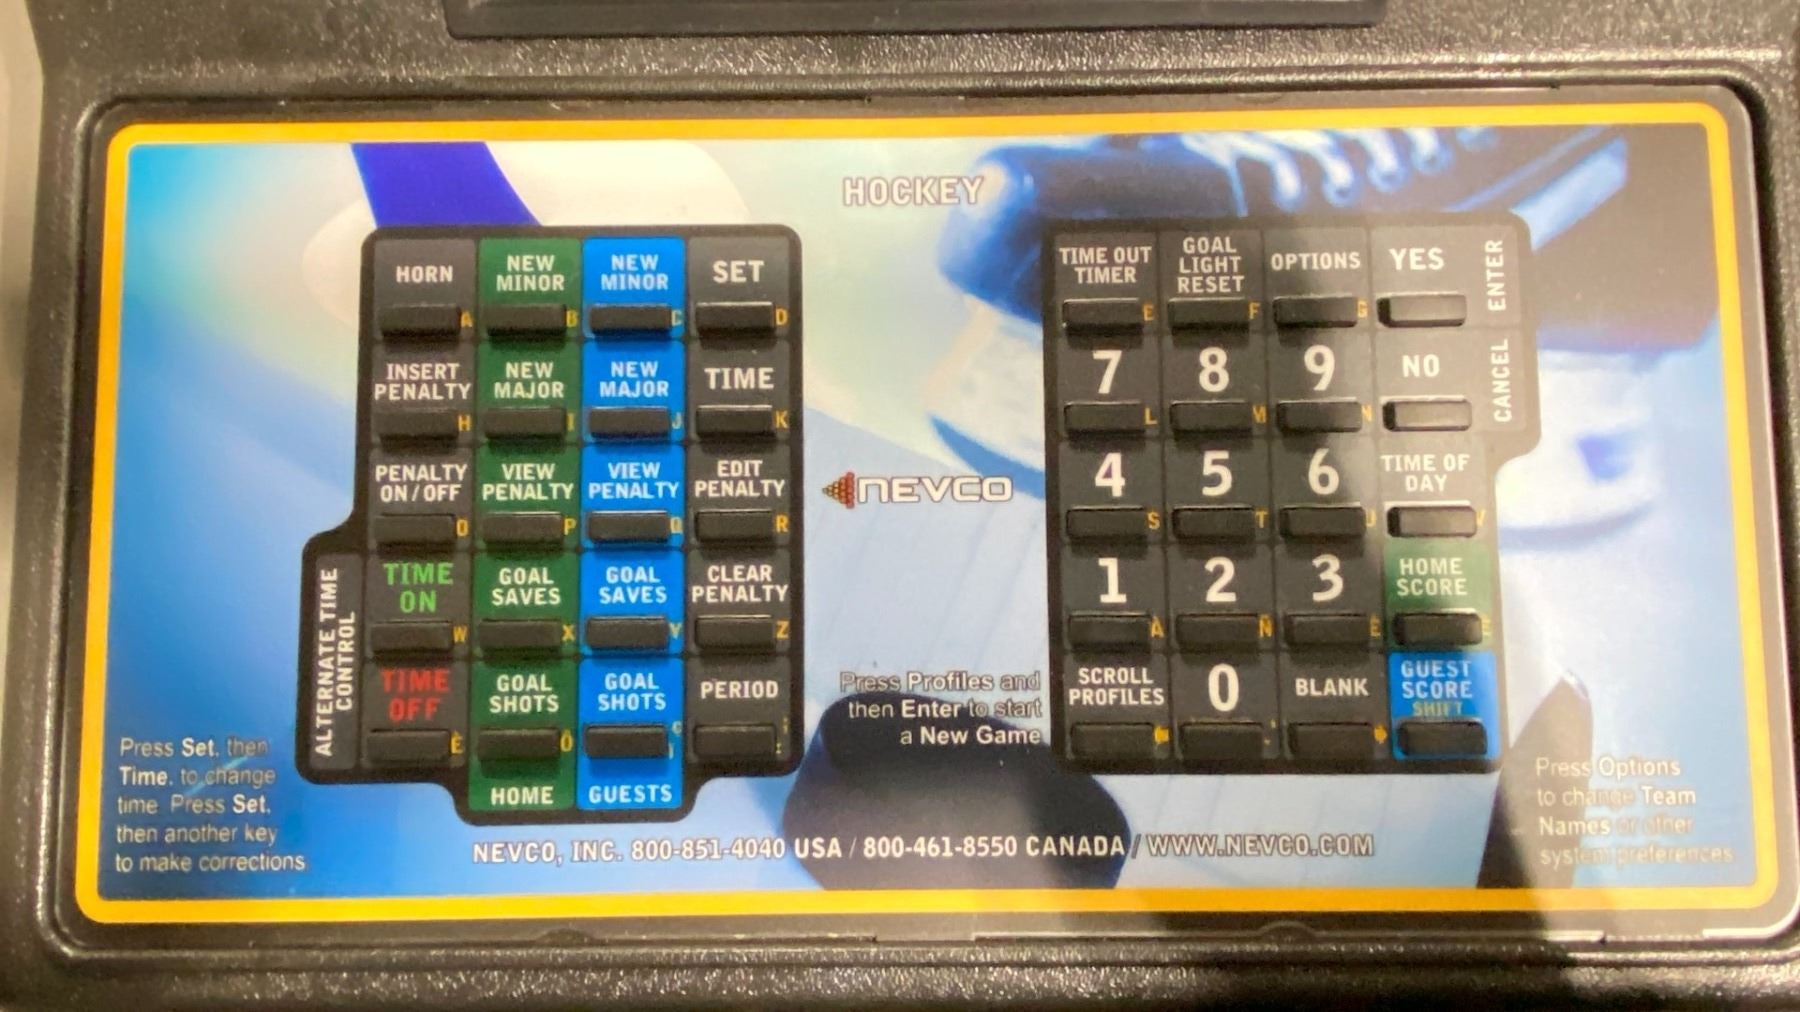 HOCKEY
HORN
NEW
MINOR
NEW
MINOR
SET
A
B
C
D
INSERT
PENALTY
NEW
MAJOR
NEW
MAJOR
TIME
H
I
J
K
PENALTY
ON/OFF
VIEW
PENALTY
VIEW
PENALTY
EDIT
PENALTY
O
P
Q
R
ALTERNATE TIME
CONTROL
TIME
ON
GOAL
SAVES
GOAL
SAVES
CLEAR
PENALTY
W
X
Y
Z
TIME
OFF
GOAL
SHOTS
GOAL
SHOTS
PERIOD
HOME
GUESTS
NEVCO
TIME OUT
TIMER
GOAL
LIGHT
RESET
OPTIONS
YES
ENTER
E
F
G
7
8
9
NO
CANCEL
L
M
N
4
5
6
TIME OF
DAY
S
T
U
V
1
2
3
HOME
SCORE
SCROLL
PROFILES
0
BLANK
GUEST
SCORE
SHIFT
Press Profiles and
then Enter to start
a New Game
Press Set, then
Time, to change
time. Press Set,
then another key
to make corrections
Press Options
to change Team
Names or other
system preferences
NEVCO, INC. 800-851-4040 USA / 800-461-8550 CANADA / WWW.NEVCO.COM